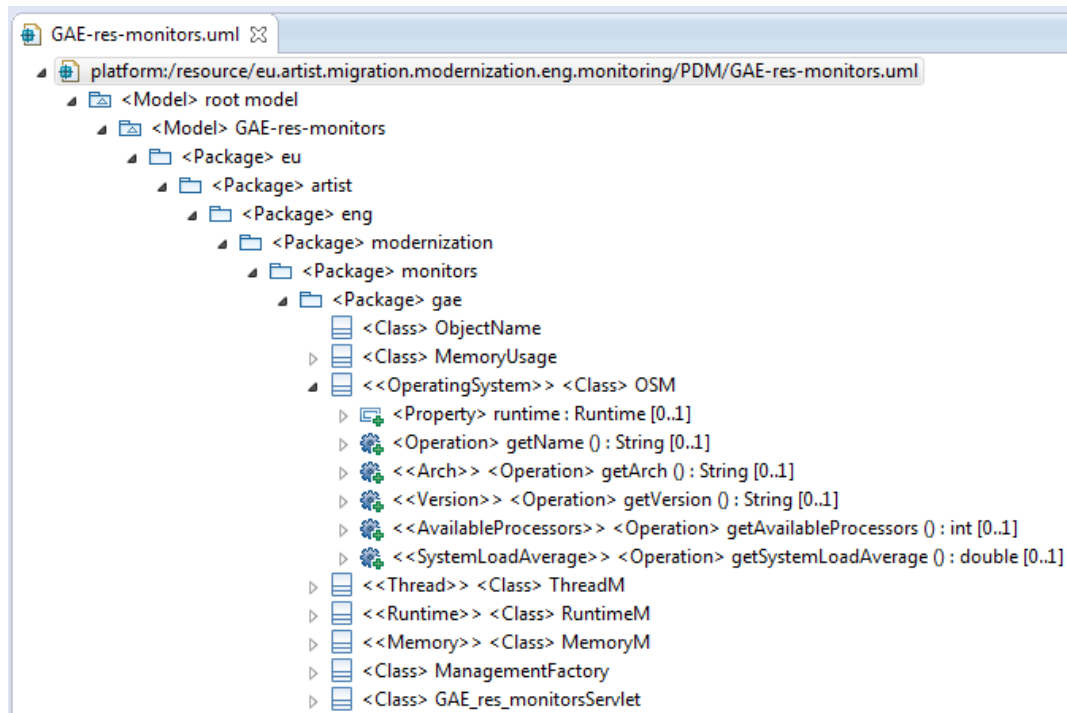 GAE-res-monitors.uml
platform:/resource/eu.artist.migration.modernization.eng.monitoring/PDM/GAE-res-monitors.uml
<Model> root model
<Model> GAE-res-monitors
<Package> eu
<Package> artist
<Package> eng
<Package> modernization
<Package> monitors
<Package> gae
<Class> ObjectName
<Class> MemoryUsage
<<OperatingSystem>> <Class> OSM
<Property> runtime : Runtime [0..1]
<Operation> getName () : String [0..1]
<<Arch>> <Operation> getArch () : String [0..1]
<<Version>> <Operation> getVersion () : String [0..1]
<<AvailableProcessors>> <Operation> getAvailableProcessors () : int [0..1]
<<SystemLoadAverage>> <Operation> getSystemLoadAverage () : double [0..1]
<<Thread>> <Class> ThreadM
<<Runtime>> <Class> RuntimeM
<<Memory>> <Class> MemoryM
<Class> ManagementFactory
<Class> GAE_res_monitorsServlet